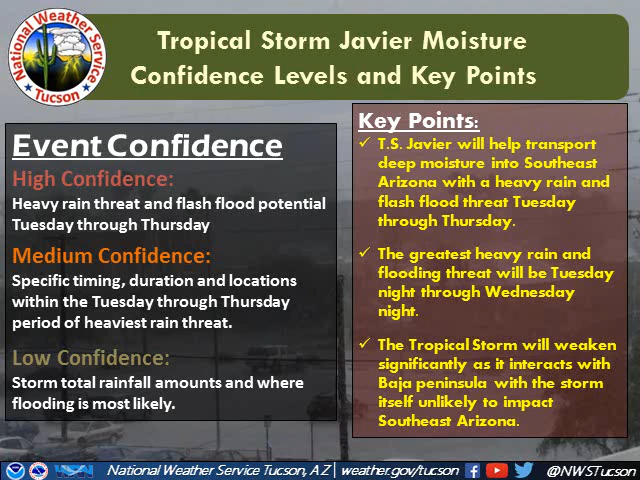 National Weather Service
Tucson
Tropical Storm Javier Moisture
Confidence Levels and Key Points
Event Confidence
High Confidence:
Heavy rain threat and flash flood potential
Tuesday through Thursday
Medium Confidence:
Specific timing, duration and locations
within the Tuesday through Thursday
period of heaviest rain threat.
Low Confidence:
Storm total rainfall amounts and where
flooding is most likely.
Key Points:
✓ T.S. Javier will help transport
deep moisture into Southeast
Arizona with a heavy rain and
flash flood threat Tuesday
through Thursday.
✓ The greatest heavy rain and
flooding threat will be Tuesday
night through Wednesday
night.
✓ The Tropical Storm will weaken
significantly as it interacts with
Baja peninsula with the storm
itself unlikely to impact
Southeast Arizona.
National Weather Service Tucson, AZ | weather.gov/tucson
@NWSTucson